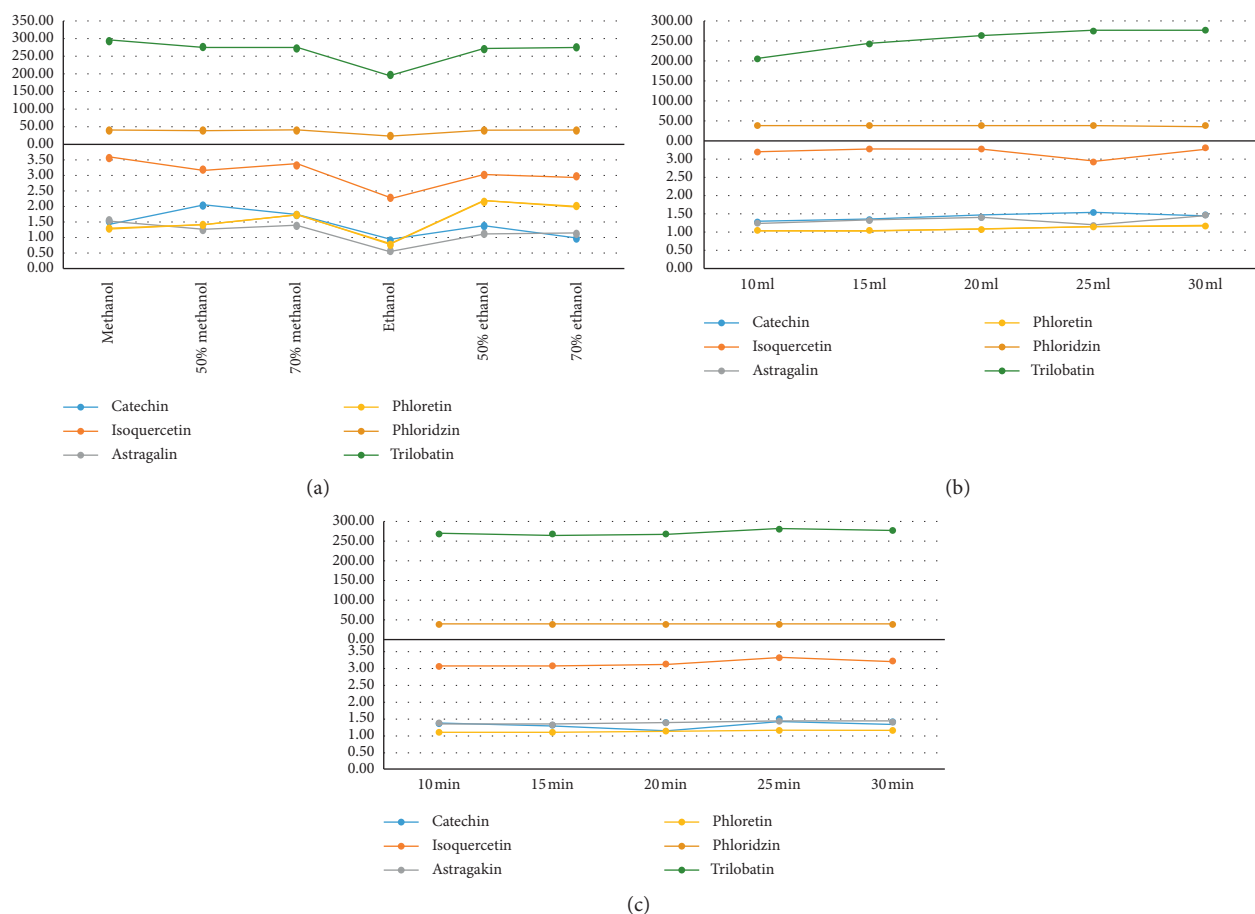 350.00
300.00
250.00
200.00
150.00
100.00
50.00
0.00
3.50
3.00
2.50
2.00
1.50
1.00
0.50
0.00
Methanol
50% methanol
70% methanol
Ethanol
50% ethanol
70% ethanol
Catechin
Isoquercetin
Astragalin
Phloretin
Phloridzin
Trilobatin
(a)
300.00
250.00
200.00
150.00
100.00
50.00
0.00
3.00
2.00
1.50
1.00
0.50
0.00
10 ml
15 ml
20 ml
25 ml
30 ml
Catechin
Isoquercetin
Astragalin
Phloretin
Phloridzin
Trilobatin
(b)
300.00
250.00
200.00
150.00
100.00
50.00
0.00
3.50
3.00
2.50
2.00
1.50
1.00
0.50
0.00
10 min
15 min
20 min
25 min
30 min
Catechin
Isoquercetin
Astragakin
Phloretin
Phloridzin
Trilobatin
(c)